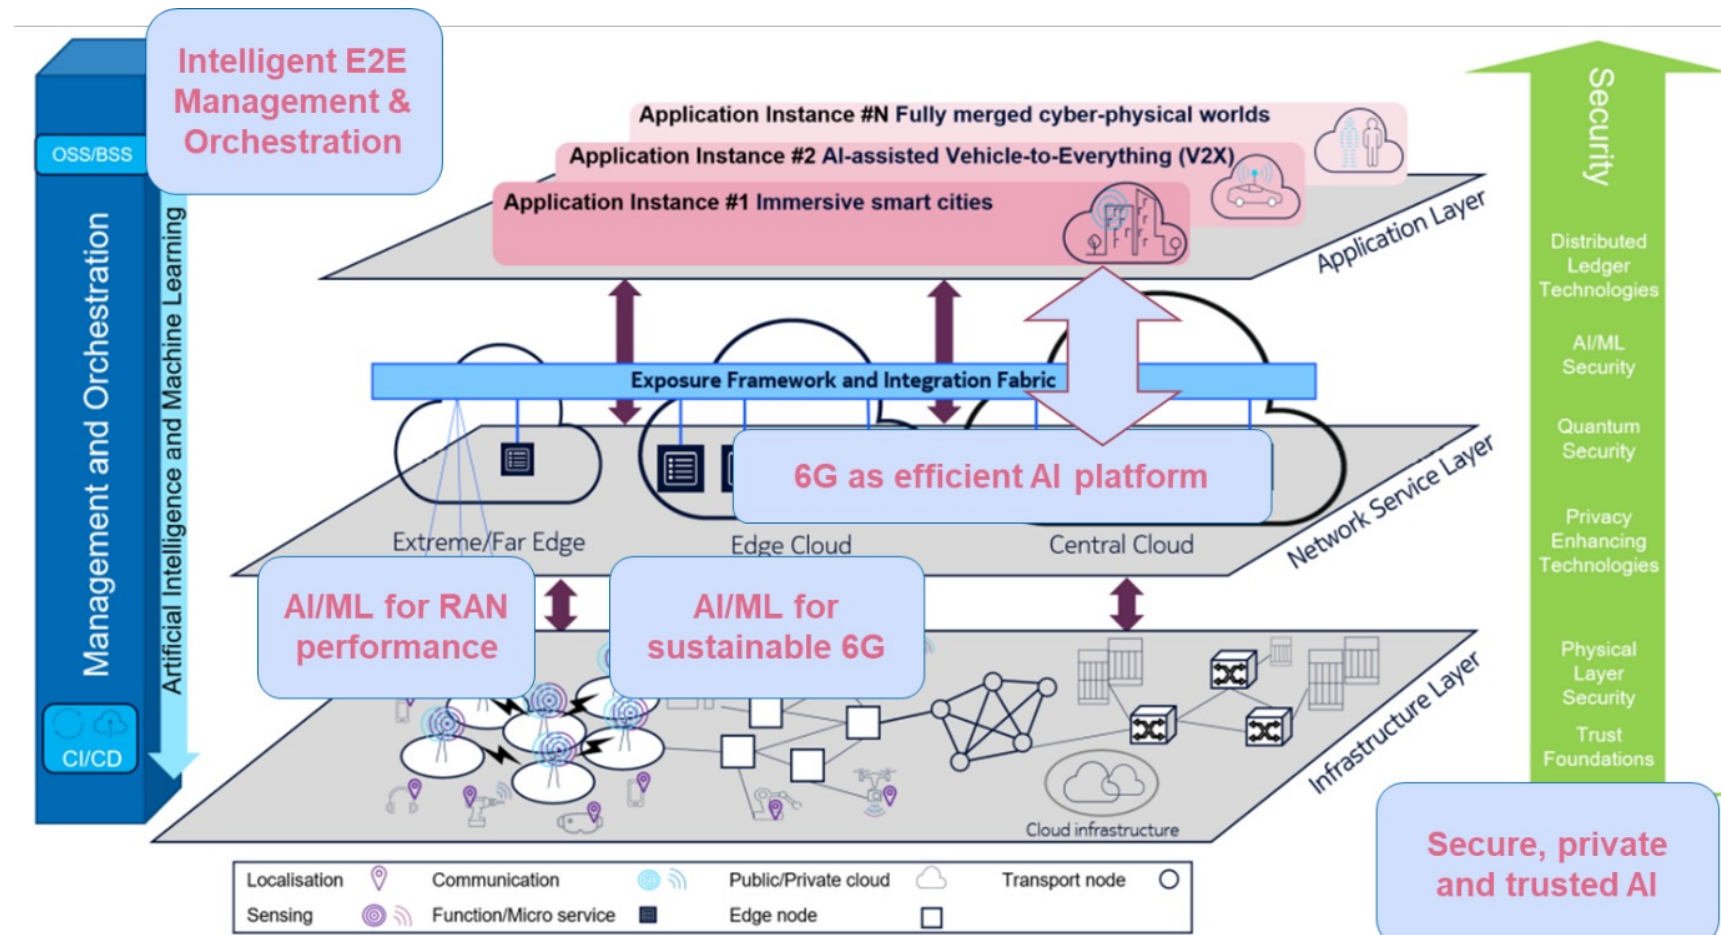 Intelligent E2E
Management &
Orchestration
OSS/BSS
Management and Orchestration
Artificial Intelligence and Machine Learning
CI/CD
Application Instance #N Fully merged cyber-physical worlds
Application Instance #2 AI-assisted Vehicle-to-Everything (V2X)
Application Instance #1 Immersive smart cities
Application Layer
Exposure Framework and Integration Fabric
6G as efficient AI platform
Extreme/Far Edge
Edge Cloud
Central Cloud
Network Service Layer
AI/ML for RAN
performance
AI/ML for
sustainable 6G
Infrastructure Layer
Cloud infrastructure
Security
Distributed
Ledger
Technologies
AI/ML
Security
Quantum
Security
Privacy
Enhancing
Technologies
Physical
Layer
Security
Trust
Foundations
Secure, private
and trusted AI
Localisation Communication Public/Private cloud Transport node
Sensing Function/Micro service Edge node